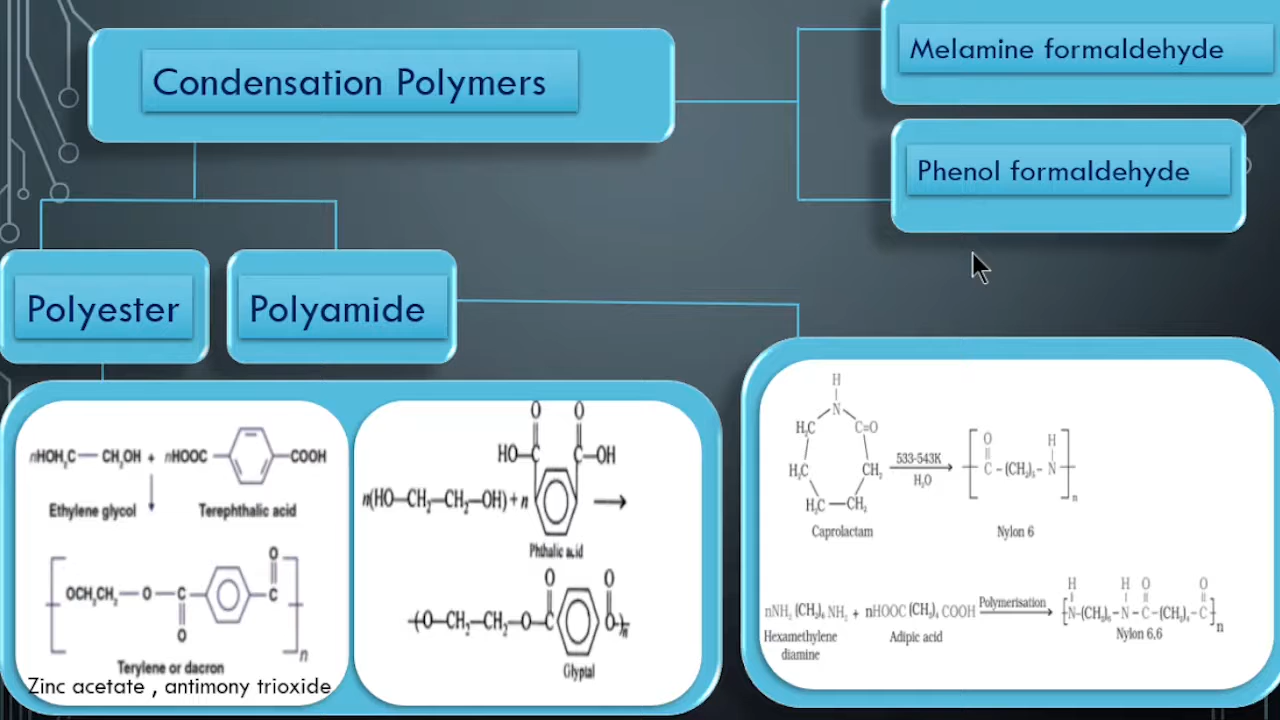 Condensation Polymers
Melamine formaldehyde
Phenol formaldehyde
Polyester
Polyamide
nHOH₂C—CH₂OH + nHOOC—COOH
Ethylene glycol
Terephthalic acid
OCH₂CH₂—O—C—C
O
O
n
Terylene or dacron
Zinc acetate , antimony trioxide
O O
HO—C C—OH
n(HO—CH₂—CH₂—OH) + n
Phthalic acid
O O
(O—CH₂—CH₂—O—C
n
Glyptal
H
N
H₂C C=O
H₂C CH₂
H₂C—CH₂
Caprolactam
533-543K
H₂O
O H
C-(CH₂)₅-N
n
Nylon 6
nNH₂ (CH₂)₆ NH₂ + nHOOC (CH₂)₄ COOH
Hexamethylene
diamine
Adipic acid
Polymerisation
H H O O
[N-(CH₂)₆-N-C-(CH₂)₄-C]n
Nylon 6,6